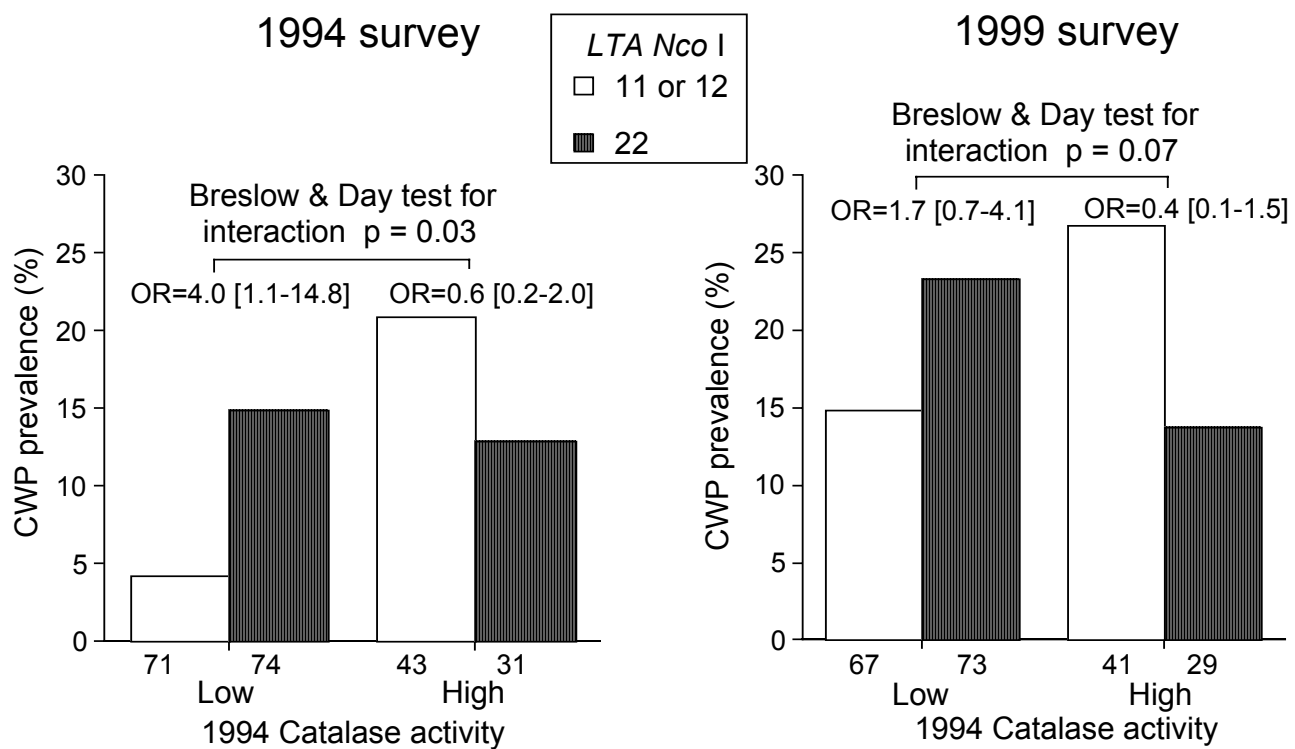 1994 survey
LTA Nco I
11 or 12
22
1999 survey
Breslow & Day test for
interaction p = 0.03
OR=4.0 [1.1-14.8]
OR=0.6 [0.2-2.0]
30
25
20
15
10
5
0
CWP prevalence (%)
71
74
43
31
Low
High
1994 Catalase activity
Breslow & Day test for
interaction p = 0.07
OR=1.7 [0.7-4.1]
OR=0.4 [0.1-1.5]
30
25
20
15
10
5
0
CWP prevalence (%)
67
73
41
29
Low
High
1994 Catalase activity